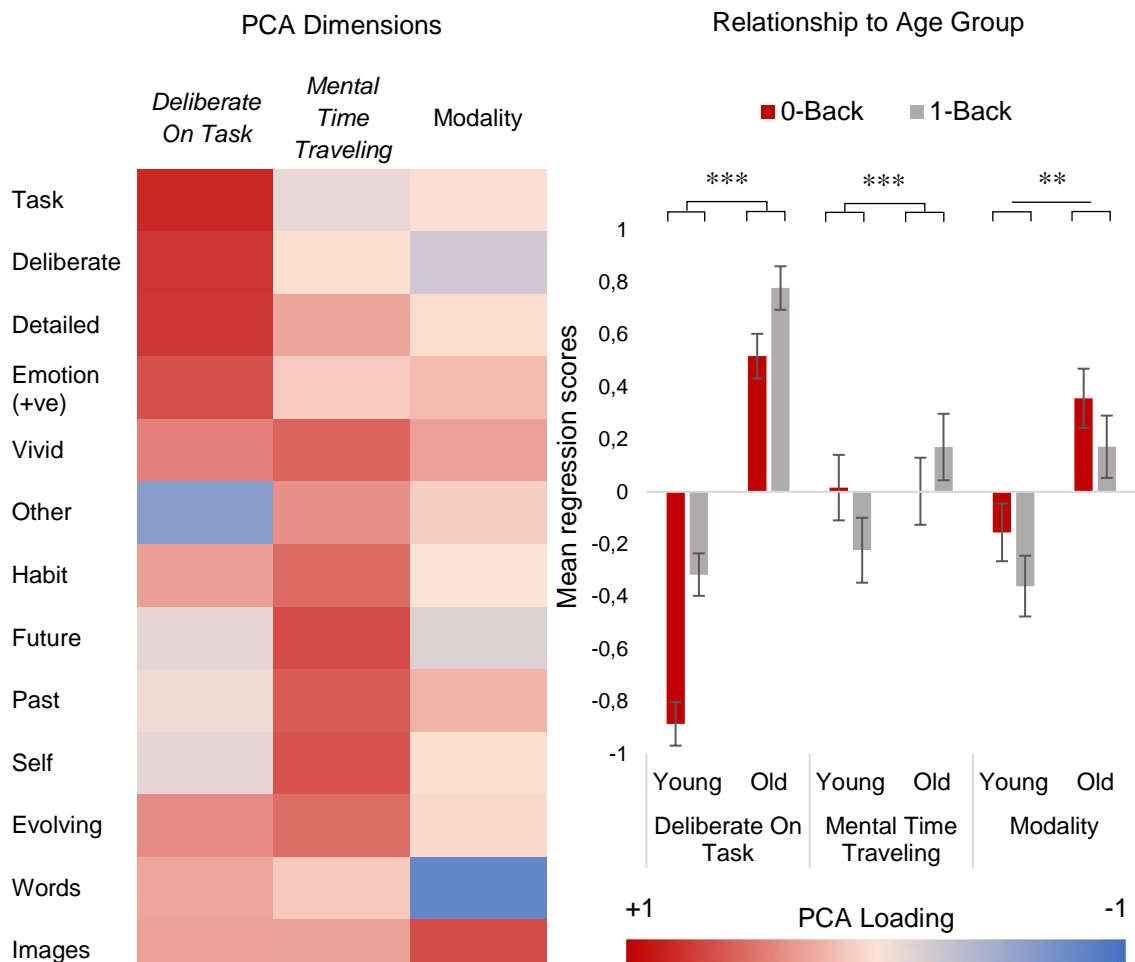 PCA Dimensions
Deliberate
On Task
Mental
Time
Traveling
Modality
Task
Deliberate
Detailed
Emotion
(+ve)
Vivid
Other
Habit
Future
Past
Self
Evolving
Words
Images
Relationship to Age Group
0-Back
1-Back
***
***
**
Mean regression scores
1
0,8
0,6
0,4
0,2
0
-0,2
-0,4
-0,6
-0,8
-1
Young
Old
Young
Old
Young
Old
Deliberate On
Task
Mental Time
Traveling
Modality
+1
PCA Loading
-1